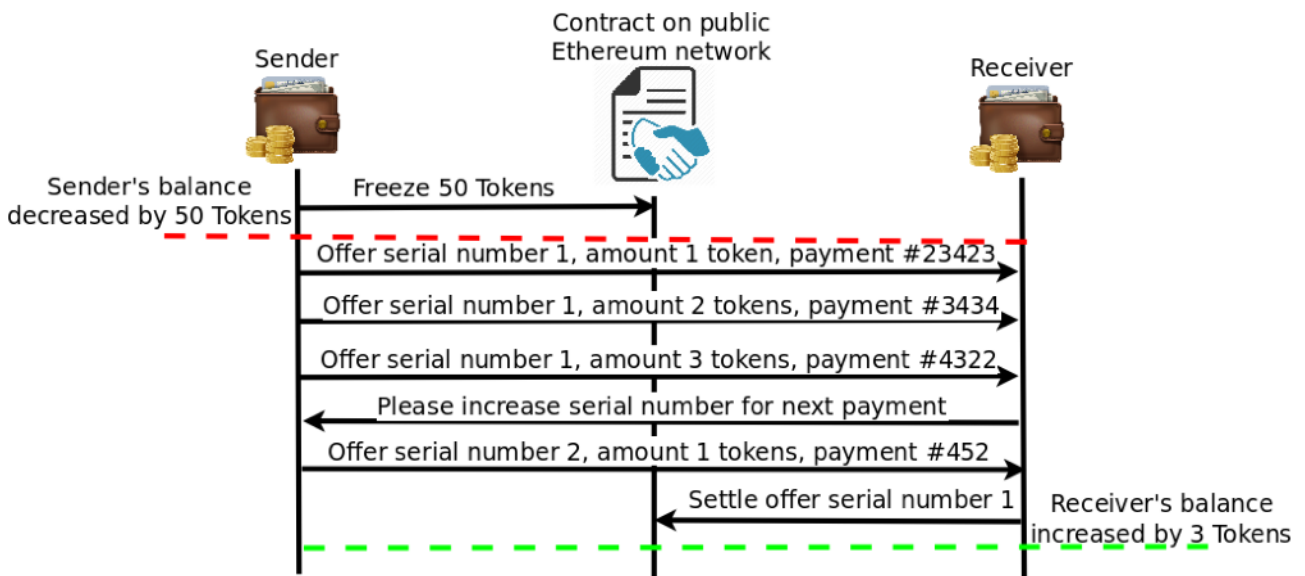 Contract on public
Ethereum network
Sender
Receiver
Sender's balance
decreased by 50 Tokens
Freeze 50 Tokens
Offer serial number 1, amount 1 token, payment #23423
Offer serial number 1, amount 2 tokens, payment #3434
Offer serial number 1, amount 3 tokens, payment #4322
Please increase serial number for next payment
Offer serial number 2, amount 1 tokens, payment #452
Settle offer serial number 1
Receiver's balance
increased by 3 Tokens